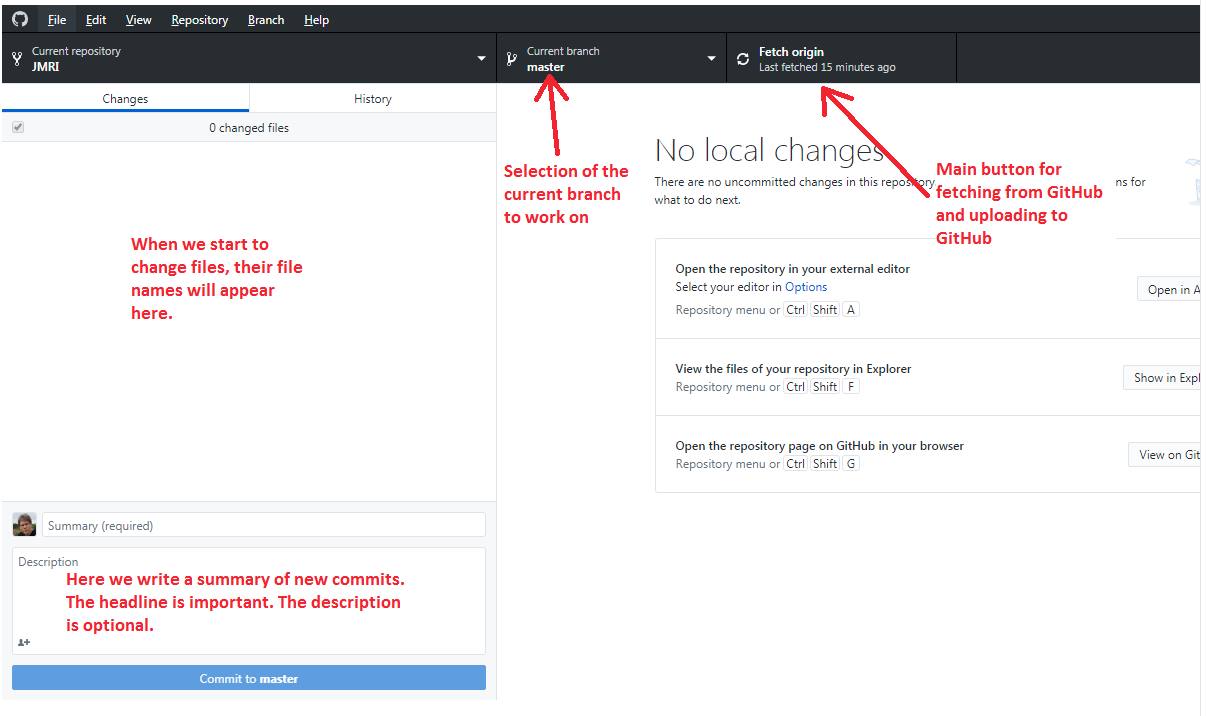 File Edit View Repository Branch Help
Current repository
JMRI
Current branch
master
Fetch origin
Last fetched 15 minutes ago
Changes
History
0 changed files
When we start to
change files, their file
names will appear
here.
Selection of the
current branch
to work on
Main button for
fetching from GitHub
and uploading to
GitHub
No local changes
There are no uncommitted changes in this repository ns for
what to do next.
Open the repository in your external editor
Select your editor in Options
Repository menu or Ctrl Shift A
Open in A
View the files of your repository in Explorer
Repository menu or Ctrl Shift F
Show in Expl
Open the repository page on GitHub in your browser
Repository menu or Ctrl Shift G
View on Git
Summary (required)
Description
Here we write a summary of new commits.
The headline is important. The description
is optional.
Commit to master